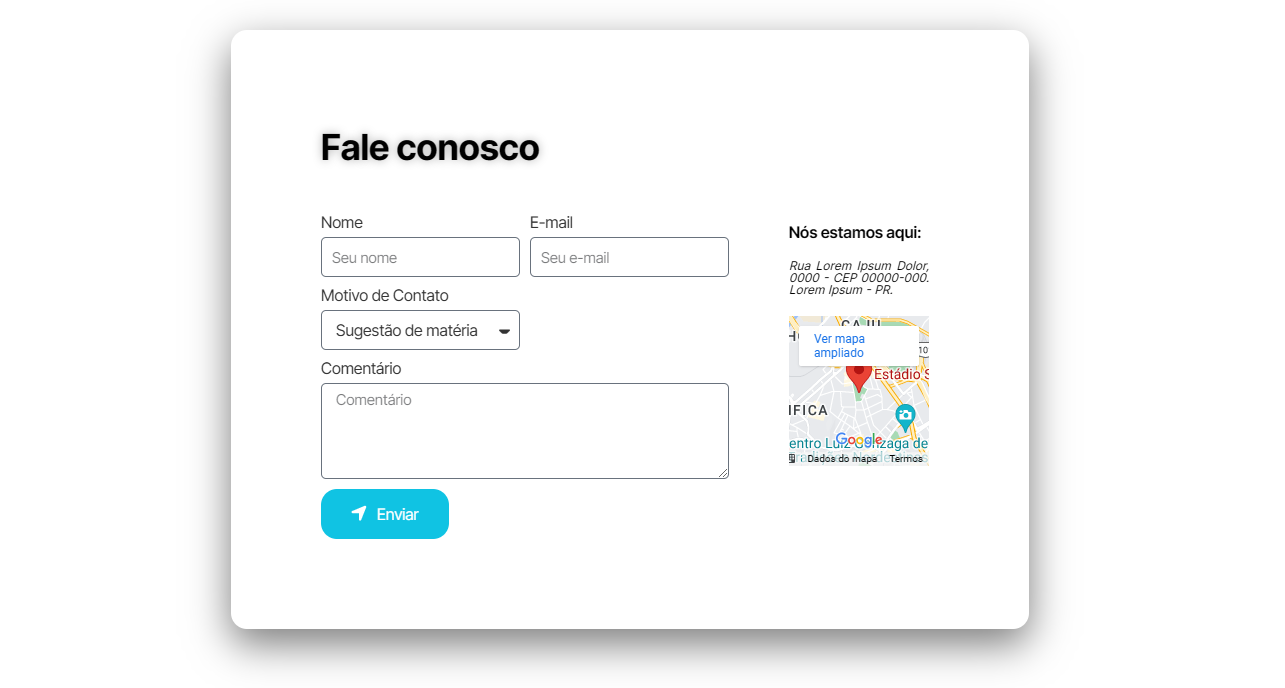 Fale conosco
Nome
E-mail
Seu nome
Seu e-mail
Motivo de Contato
Sugestão de matéria
Comentário
Comentário
Enviar
Nós estamos aqui:
Rua Lorem Ipsum Dolor,
0000 - CEP 00000-000.
Lorem Ipsum - PR.
CAJU
Ver mapa
ampliado
10
Estádio S
IFICA
entro Luiz Gonzaga de
Google
Dados do mapa
Termos